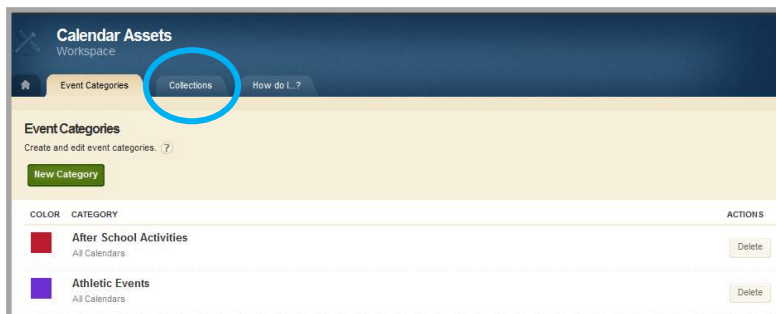 Calendar Assets
Workspace
Event Categories Collections How do I...?
Event Categories
Create and edit event categories. ?
New Category
COLOR CATEGORY ACTIONS
After School Activities
All Calendars
Delete
Athletic Events
All Calendars
Delete